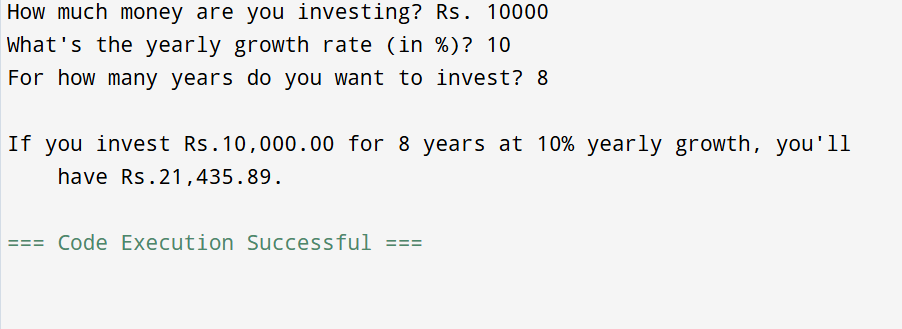 How much money are you investing? Rs. 10000
What's the yearly growth rate (in %)? 10
For how many years do you want to invest? 8
If you invest Rs.10,000.00 for 8 years at 10% yearly growth, you'll
have Rs.21,435.89.
=== Code Execution Successful ===